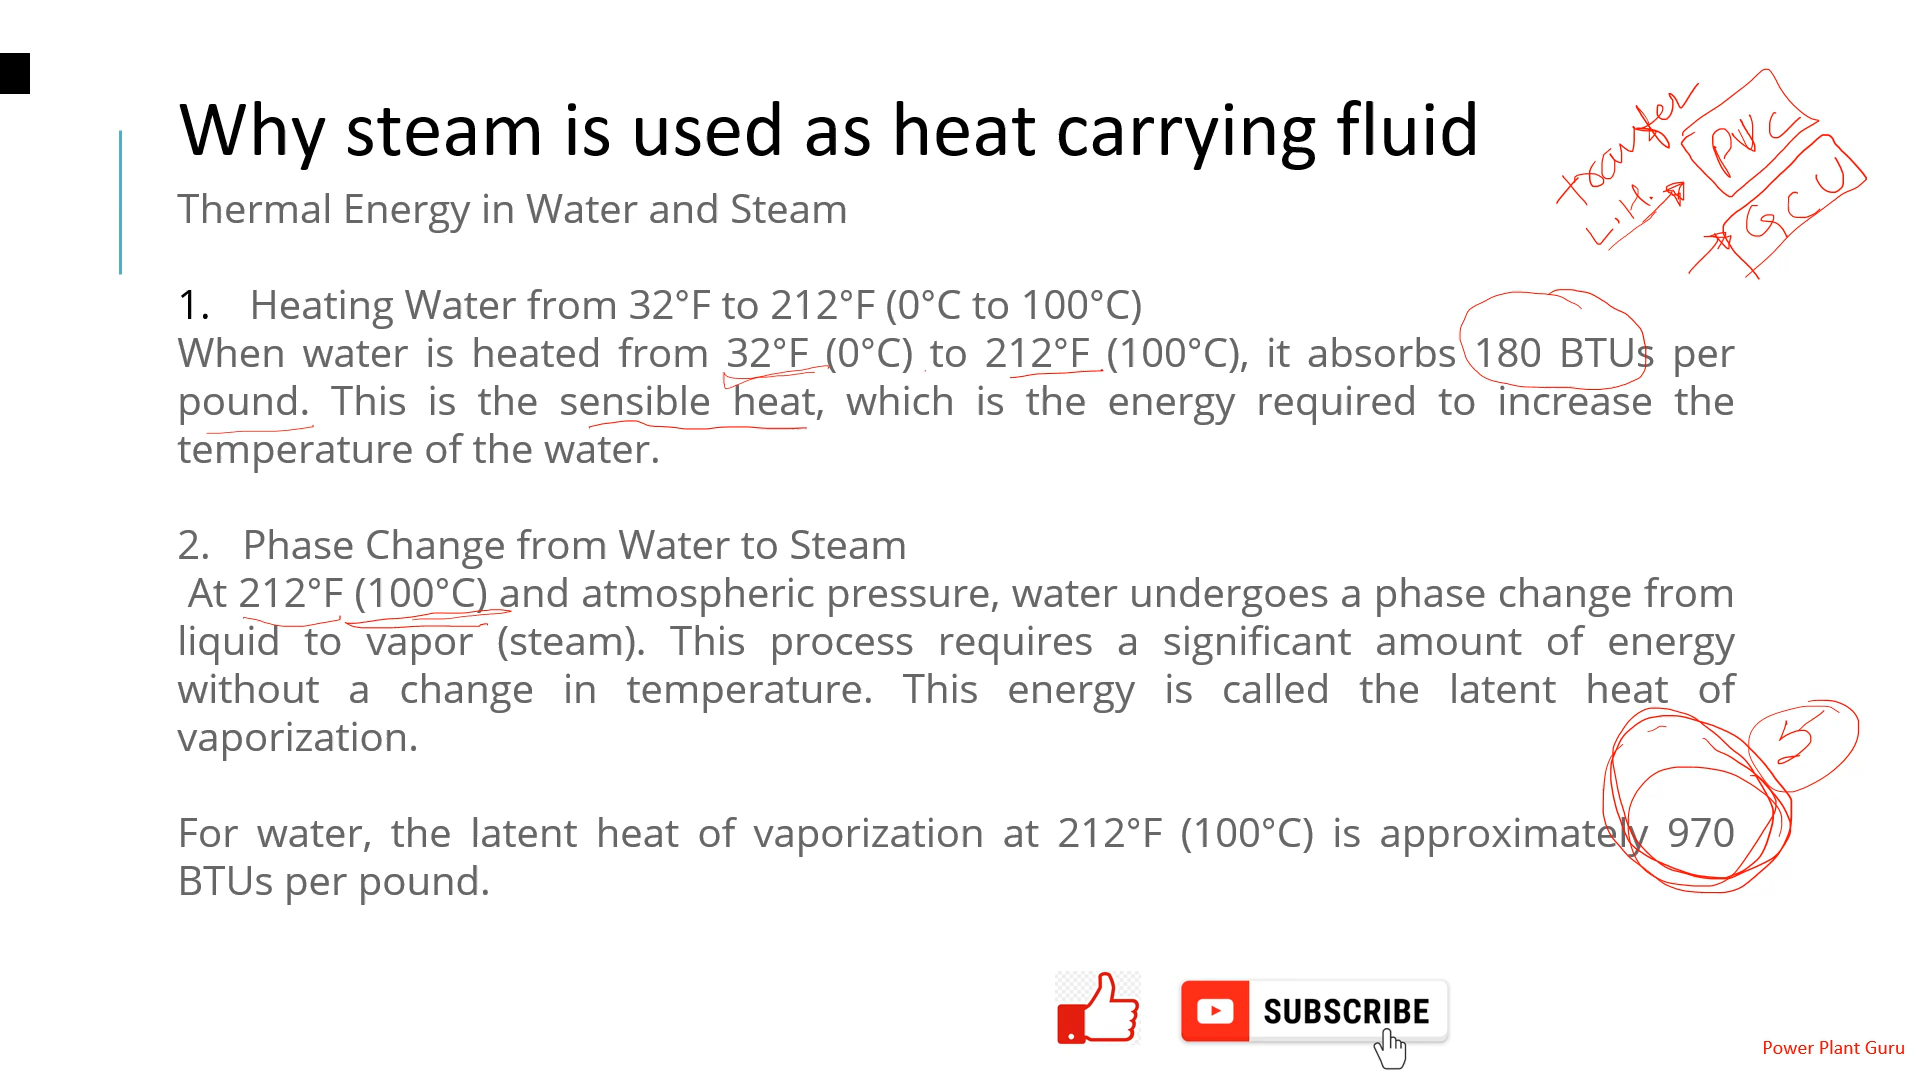 Why steam is used as heat carrying fluid
Transfer
L.H.
PVC
GCU
Thermal Energy in Water and Steam
1. Heating Water from 32°F to 212°F (0°C to 100°C)
When water is heated from 32°F (0°C) to 212°F (100°C), it absorbs 180 BTUs per
pound. This is the sensible heat, which is the energy required to increase the
temperature of the water.
2. Phase Change from Water to Steam
At 212°F (100°C) and atmospheric pressure, water undergoes a phase change from
liquid to vapor (steam). This process requires a significant amount of energy
without a change in temperature. This energy is called the latent heat of
vaporization.
5
For water, the latent heat of vaporization at 212°F (100°C) is approximately 970
BTUs per pound.
SUBSCRIBE
Power Plant Guru